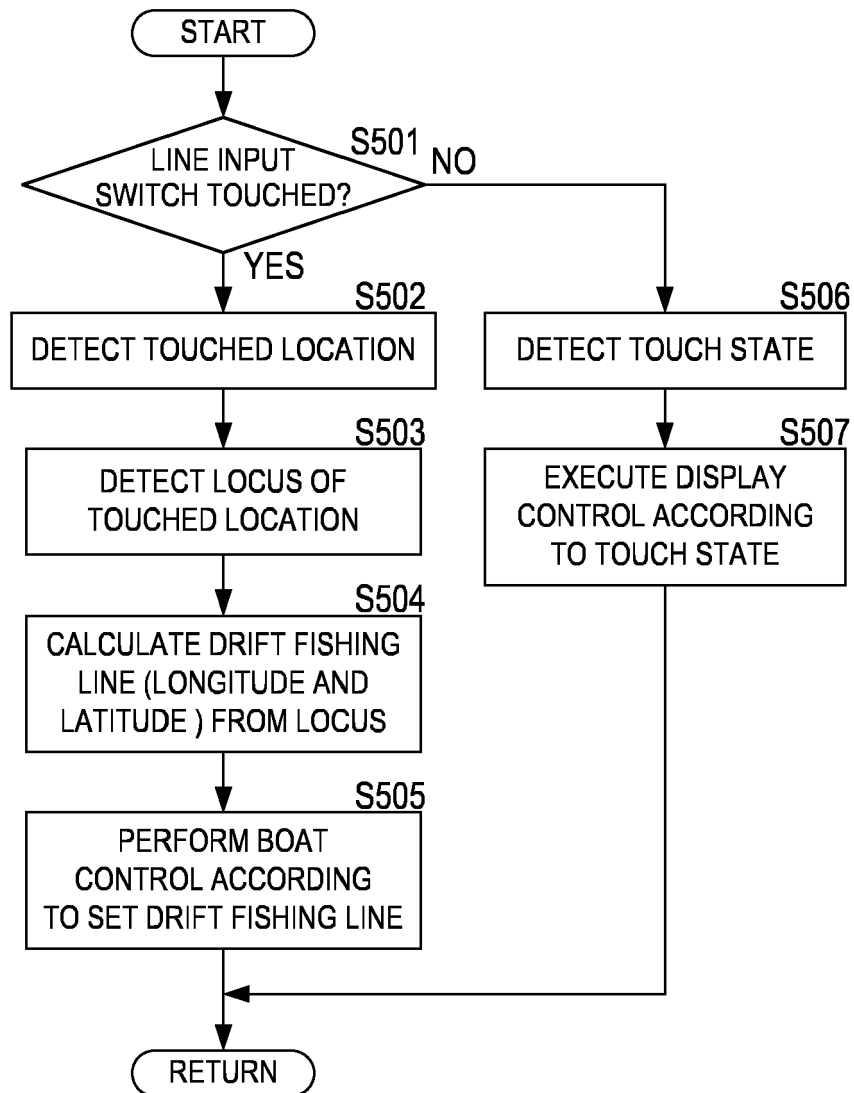 START
S501
LINE INPUT
SWITCH TOUCHED?
NO
YES
S502
DETECT TOUCHED LOCATION
S503
DETECT LOCUS OF
TOUCHED LOCATION
S504
CALCULATE DRIFT FISHING
LINE (LONGITUDE AND
LATITUDE ) FROM LOCUS
S505
PERFORM BOAT
CONTROL ACCORDING
TO SET DRIFT FISHING LINE
S506
DETECT TOUCH STATE
S507
EXECUTE DISPLAY
CONTROL ACCORDING
TO TOUCH STATE
RETURN